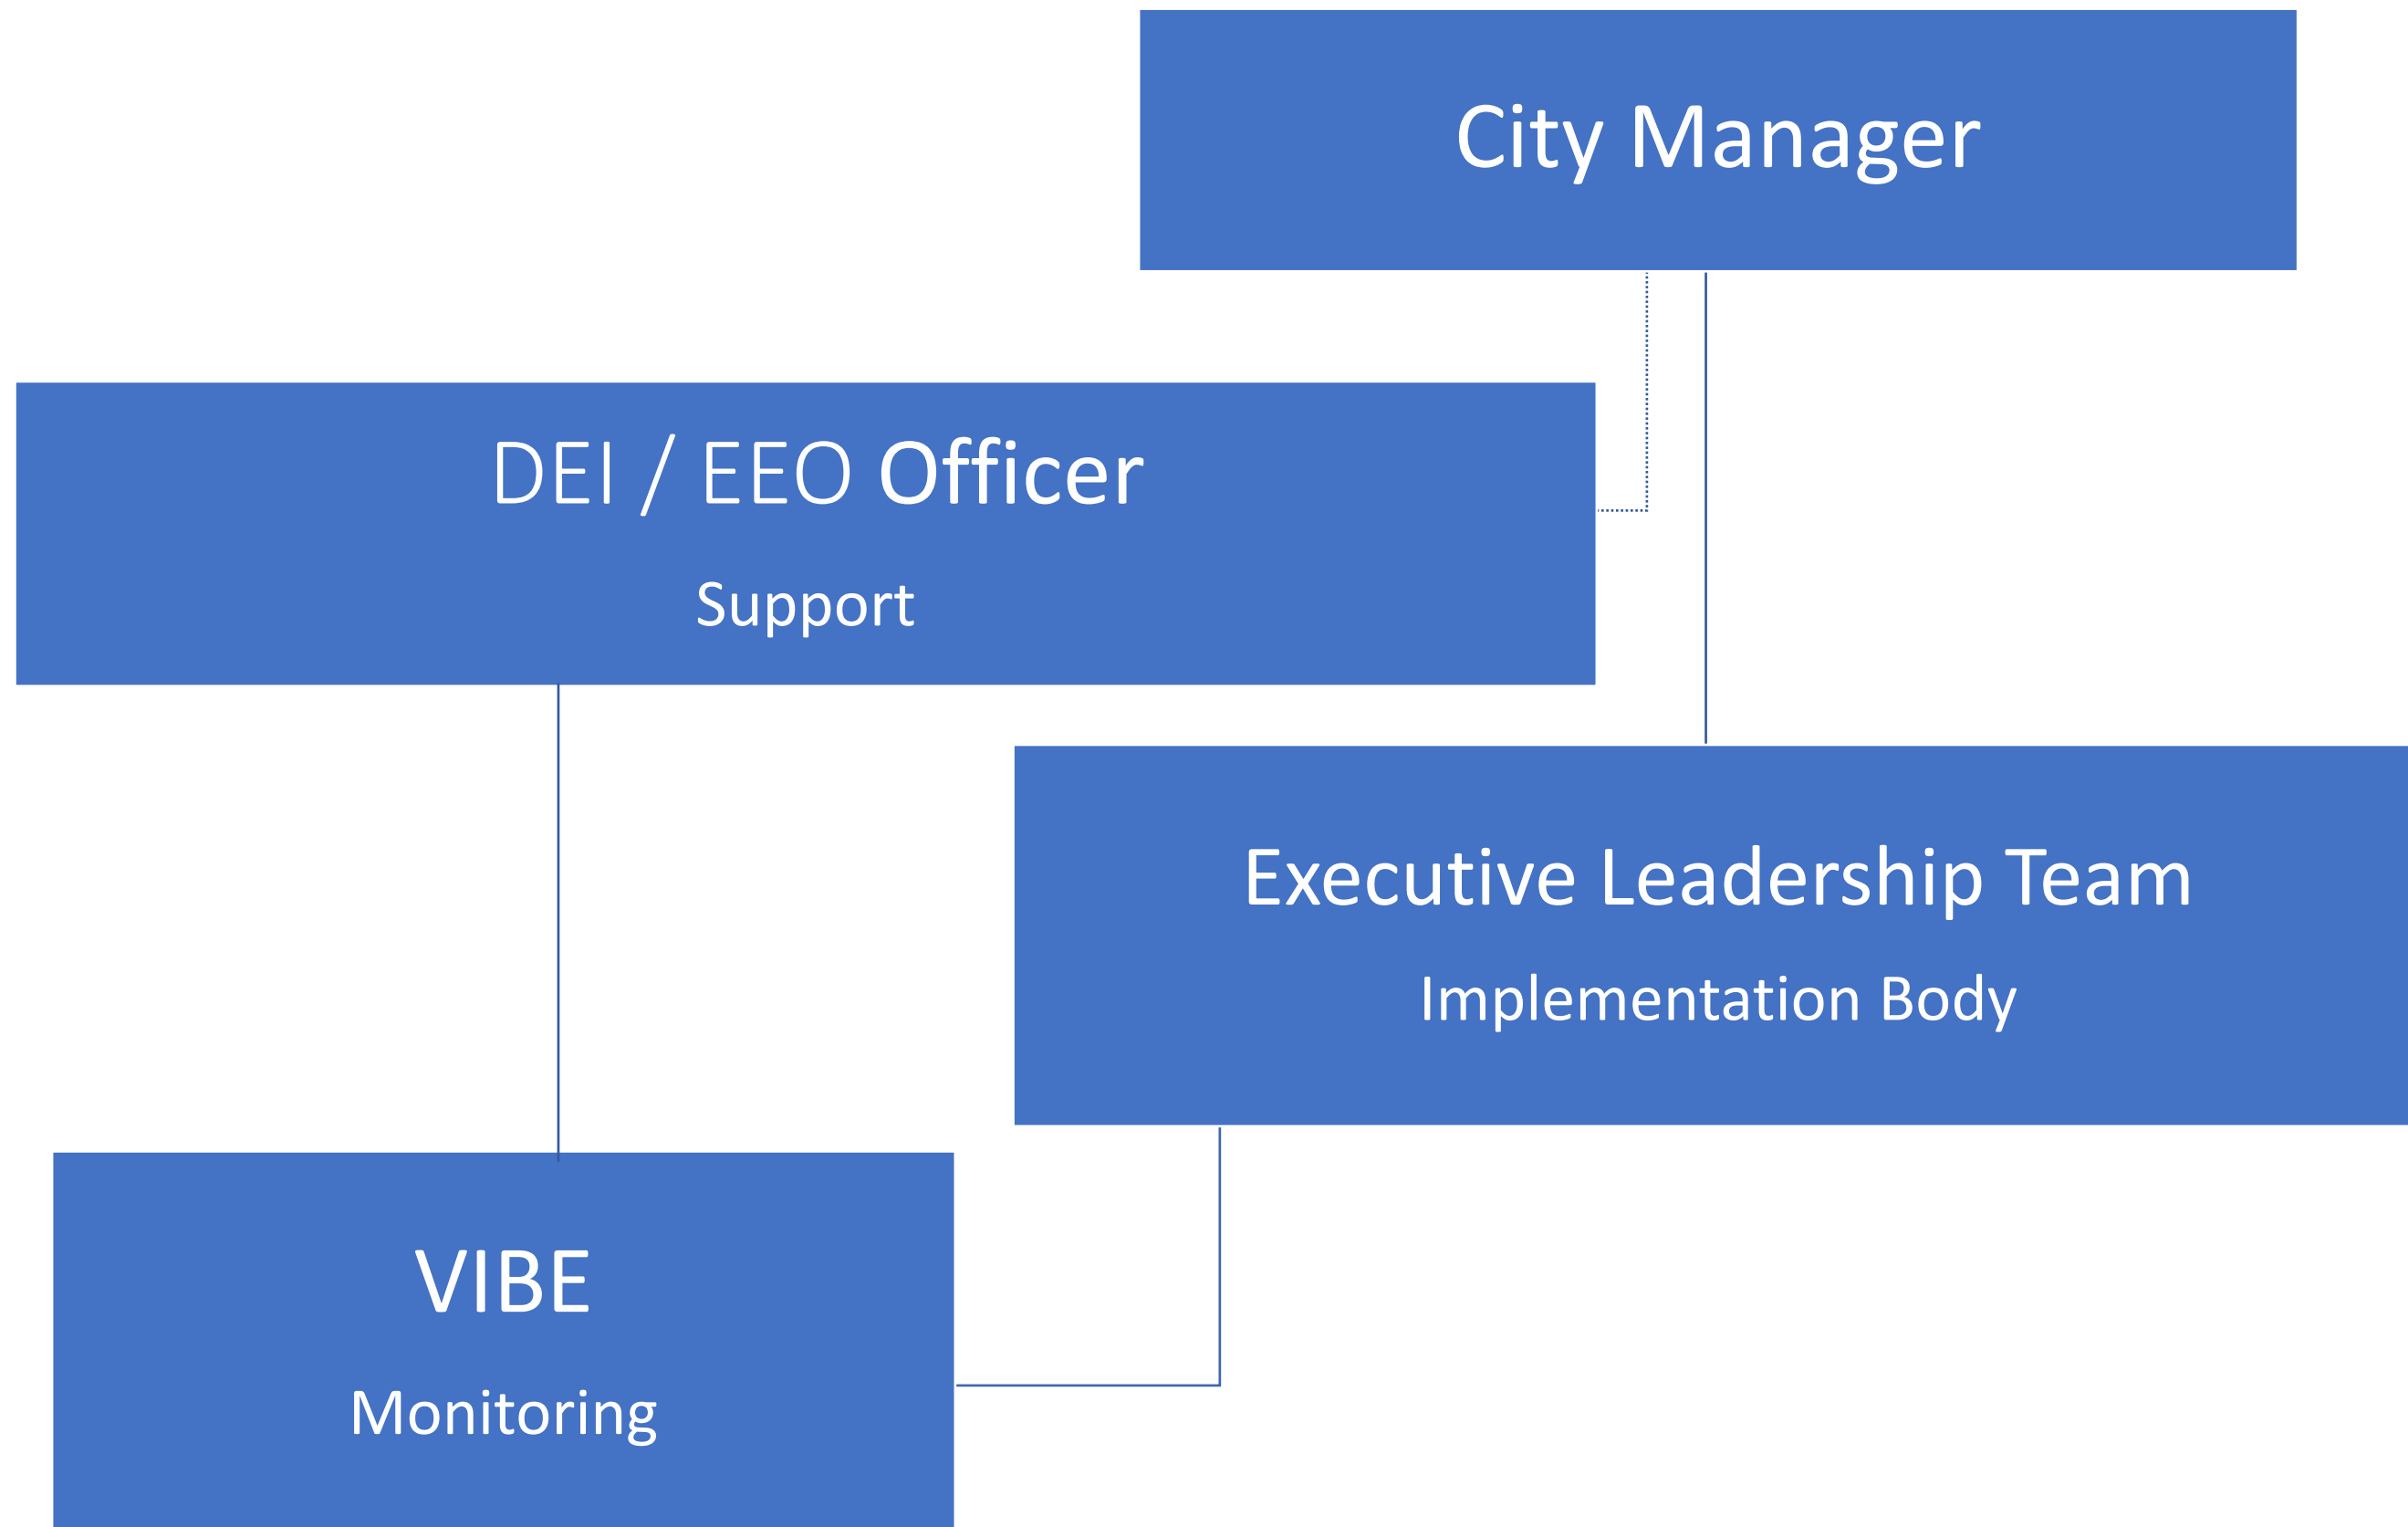 City Manager
DEI / EEO Officer
Support
Executive Leadership Team
Implementation Body
VIBE
Monitoring